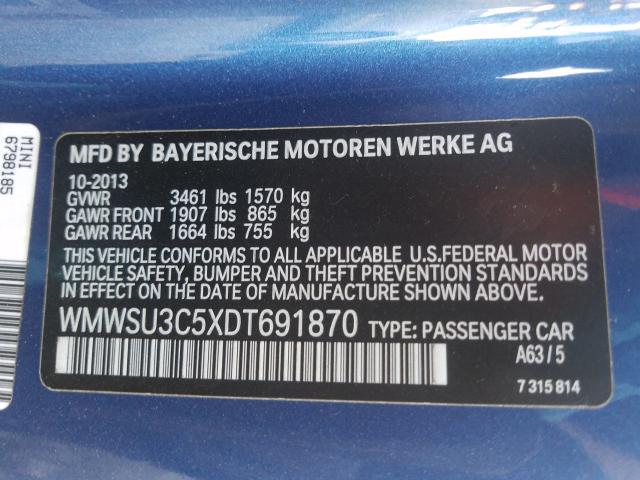 MINI
6798185
MFD BY BAYERISCHE MOTOREN WERKE AG
10-2013
GVWR 3461 lbs 1570 kg
GAWR FRONT 1907 lbs 865 kg
GAWR REAR 1664 lbs 755 kg
THIS VEHICLE CONFORMS TO ALL APPLICABLE U.S.FEDERAL MOTOR
VEHICLE SAFETY, BUMPER AND THEFT PREVENTION STANDARDS
IN EFFECT ON THE DATE OF MANUFACTURE SHOWN ABOVE.
WMWSU3C5XDT691870 TYPE: PASSENGER CAR
A63/5
7 315 814